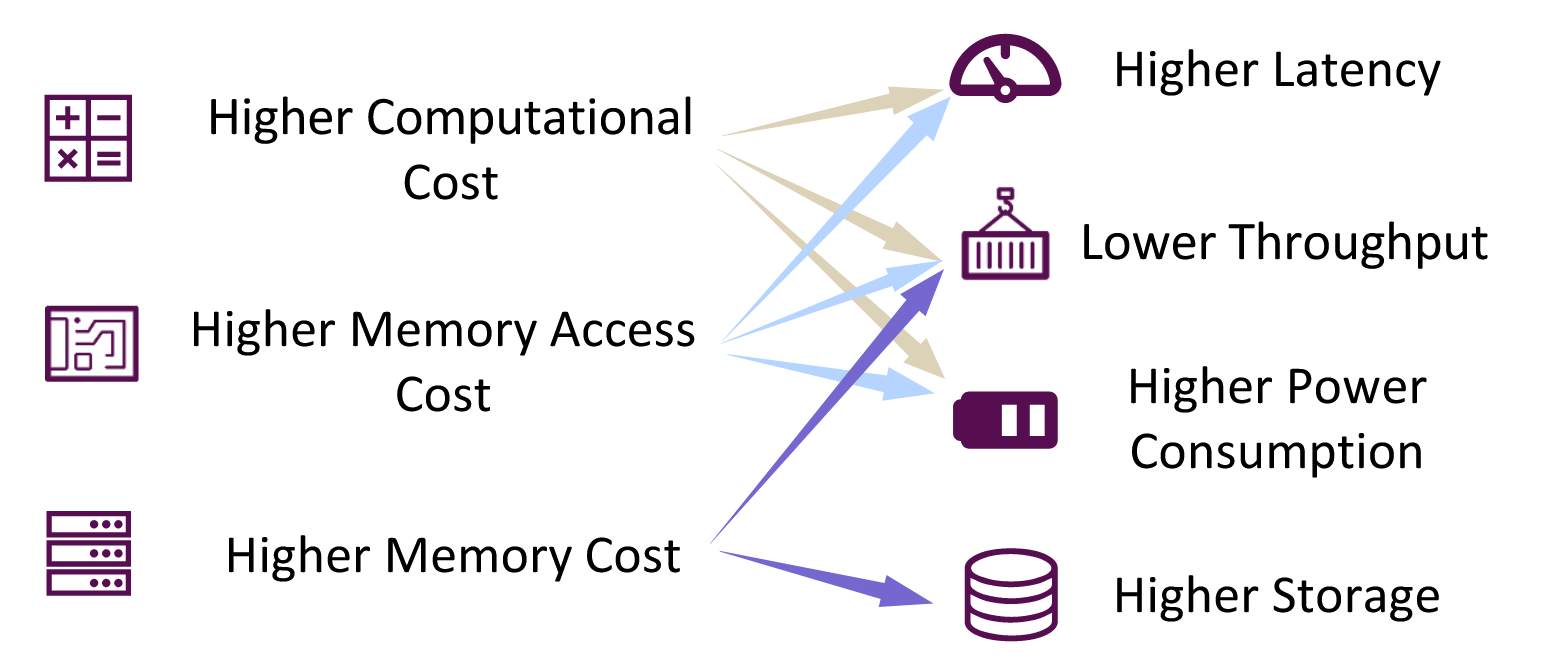 Higher Computational
Cost
Higher Memory Access
Cost
Higher Memory Cost
Higher Latency
Lower Throughput
Higher Power
Consumption
Higher Storage